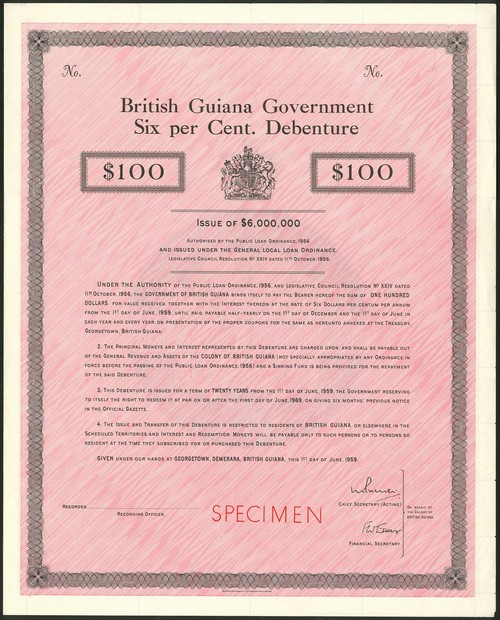 No. No.
British Guiana Government
Six per Cent. Debenture
$100 $100
ISSUE OF $6,000,000
AUTHORISED BY THE PUBLIC LOAN ORDINANCE, 1956
AND ISSUED UNDER THE GENERAL LOCAL LOAN ORDINANCE.
LEGISLATIVE COUNCIL RESOLUTION Nº XXIV DATED 11TH OCTOBER, 1956
UNDER THE AUTHORITY OF THE PUBLIC LOAN ORDINANCE, 1956, AND LEGISLATIVE COUNCIL RESOLUTION Nº XXIV DATED
11TH OCTOBER, 1956, THE GOVERNMENT OF BRITISH GUIANA BINDS ITSELF TO PAY THE BEARER HEREOF THE SUM OF ONE HUNDRED
DOLLARS FOR VALUE RECEIVED, TOGETHER WITH THE INTEREST THEREON AT THE RATE OF SIX DOLLARS PER CENTUM PER ANNUM
FROM THE 1ST DAY OF JUNE, 1959, UNTIL PAID, PAYABLE HALF-YEARLY ON THE 1ST DAY OF DECEMBER AND THE 1ST DAY OF JUNE IN
EACH YEAR AND EVERY YEAR, ON PRESENTATION OF THE PROPER COUPONS FOR THE SAME AS HEREUNTO ANNEXED AT THE TREASURY
GEORGETOWN, BRITISH GUIANA.
2. THE PRINCIPAL MONEYS AND INTEREST REPRESENTED BY THIS DEBENTURE ARE CHARGED UPON, AND SHALL BE PAYABLE OUT
OF THE GENERAL REVENUE AND ASSETS OF THE COLONY OF BRITISH GUIANA (NOT SPECIALLY APPROPRIATED BY ANY ORDINANCE IN
FORCE BEFORE THE PASSING OF THE PUBLIC LOAN ORDINANCE, 1956) AND A SINKING FUND IS BEING PROVIDED FOR THE REPAYMENT
OF THE SAID DEBENTURE.
3. THIS DEBENTURE IS ISSUED FOR A TERM OF TWENTY YEARS FROM THE 1ST DAY OF JUNE, 1959, THE GOVERNMENT RESERVING
TO ITSELF THE RIGHT TO REDEEM IT AT PAR ON OR AFTER THE FIRST DAY OF JUNE, 1969, ON GIVING SIX MONTHS' PREVIOUS NOTICE
IN THE OFFICIAL GAZETTE.
4. THE ISSUE AND TRANSFER OF THIS DEBENTURE IS RESTRICTED TO RESIDENTS OF BRITISH GUIANA OR ELSEWHERE IN THE
SCHEDULED TERRITORIES AND INTEREST AND REDEMPTION MONEYS WILL BE PAYABLE ONLY TO SUCH PERSONS OR TO PERSONS SO
RESIDENT AT THE TIME THEY SUBSCRIBED FOR OR PURCHASED THIS DEBENTURE.
GIVEN UNDER OUR HANDS AT GEORGETOWN, DEMERARA, BRITISH GUIANA, THIS 1ST DAY OF JUNE, 1959.
CHIEF SECRETARY (ACTING)
ON BEHALF OF
THE COLONY OF
BRITISH GUIANA
RECORDED
RECORDING OFFICER.
SPECIMEN
FINANCIAL SECRETARY